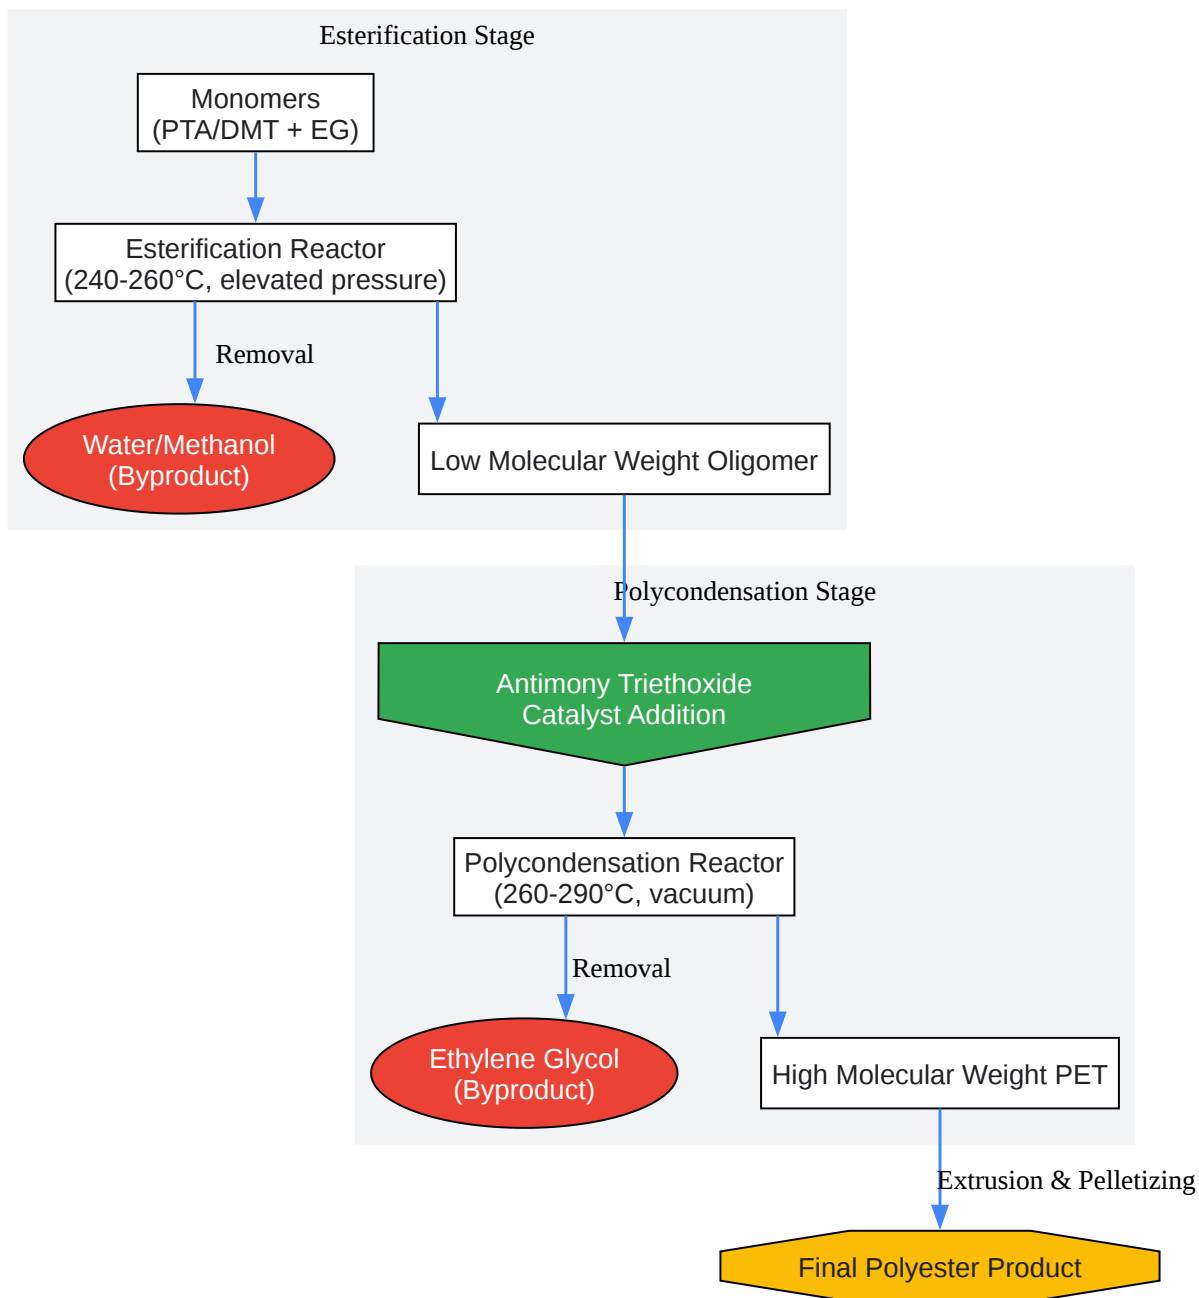 Esterification Stage
Monomers
(PTA/DMT + EG)
Esterification Reactor
(240-260°C, elevated pressure)
Removal
Water/Methanol
(Byproduct)
Low Molecular Weight Oligomer
Polycondensation Stage
Antimony Triethoxide
Catalyst Addition
Polycondensation Reactor
(260-290°C, vacuum)
Removal
Ethylene Glycol
(Byproduct)
High Molecular Weight PET
Extrusion & Pelletizing
Final Polyester Product